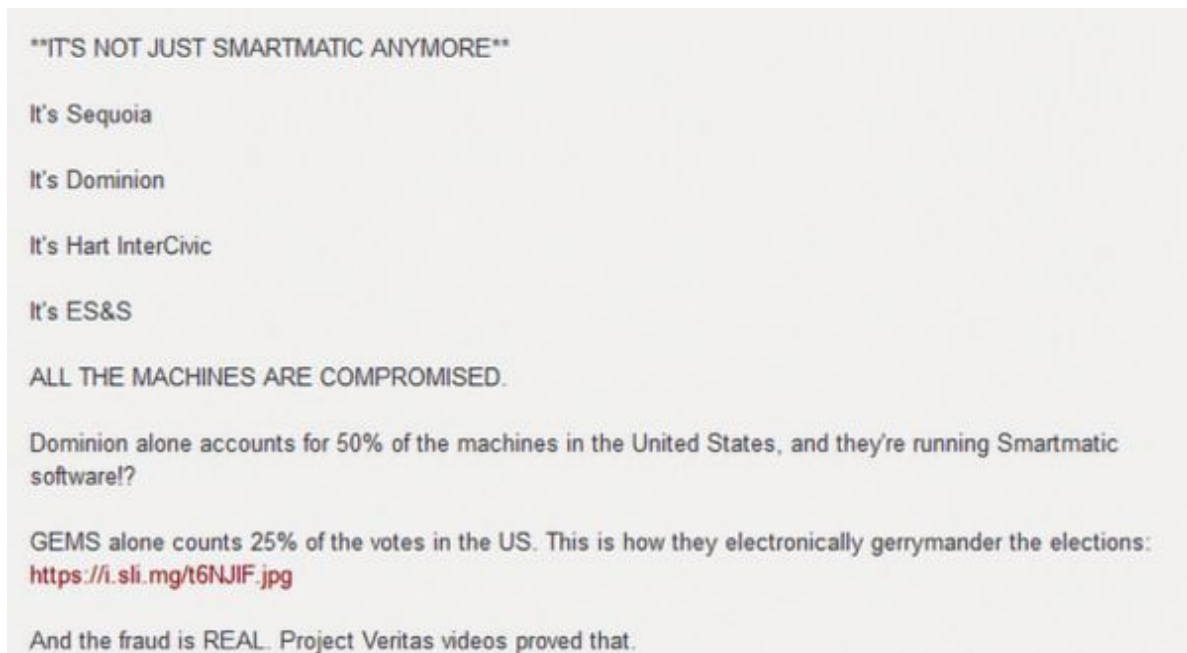 **IT'S NOT JUST SMARTMATIC ANYMORE**
It's Sequoia
It's Dominion
It's Hart InterCivic
It's ES&S
ALL THE MACHINES ARE COMPROMISED.
Dominion alone accounts for 50% of the machines in the United States, and they're running Smartmatic
software!?
GEMS alone counts 25% of the votes in the US. This is how they electronically gerrymander the elections:
https://i.sli.mg/t6NJIF.jpg
And the fraud is REAL. Project Veritas videos proved that.